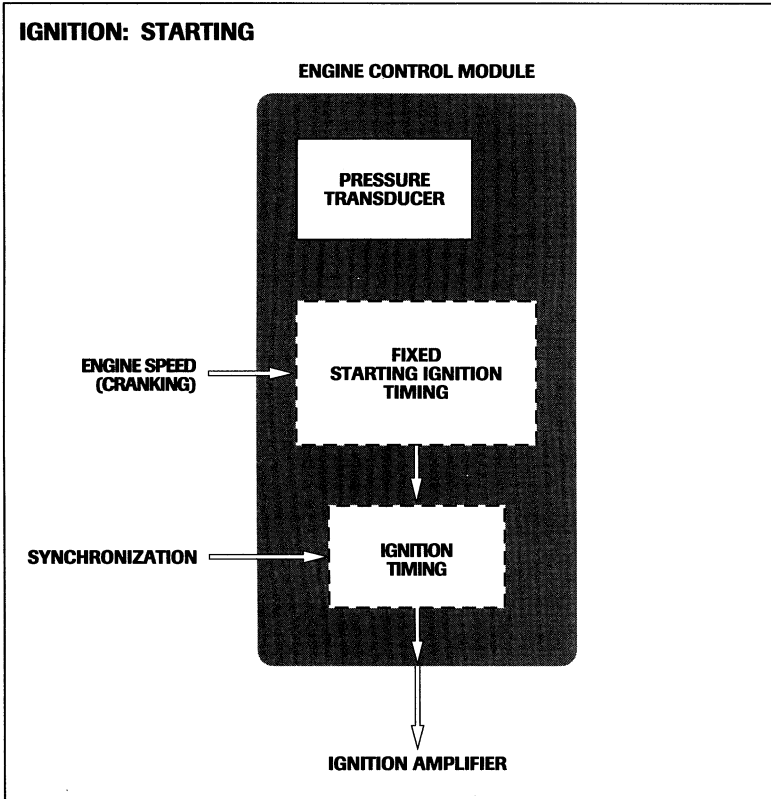 IGNITION: STARTING
ENGINE CONTROL MODULE
PRESSURE
TRANSDUCER
ENGINE SPEED
(CRANKING)
FIXED
STARTING IGNITION
TIMING
SYNCHRONIZATION
IGNITION
TIMING
IGNITION AMPLIFIER